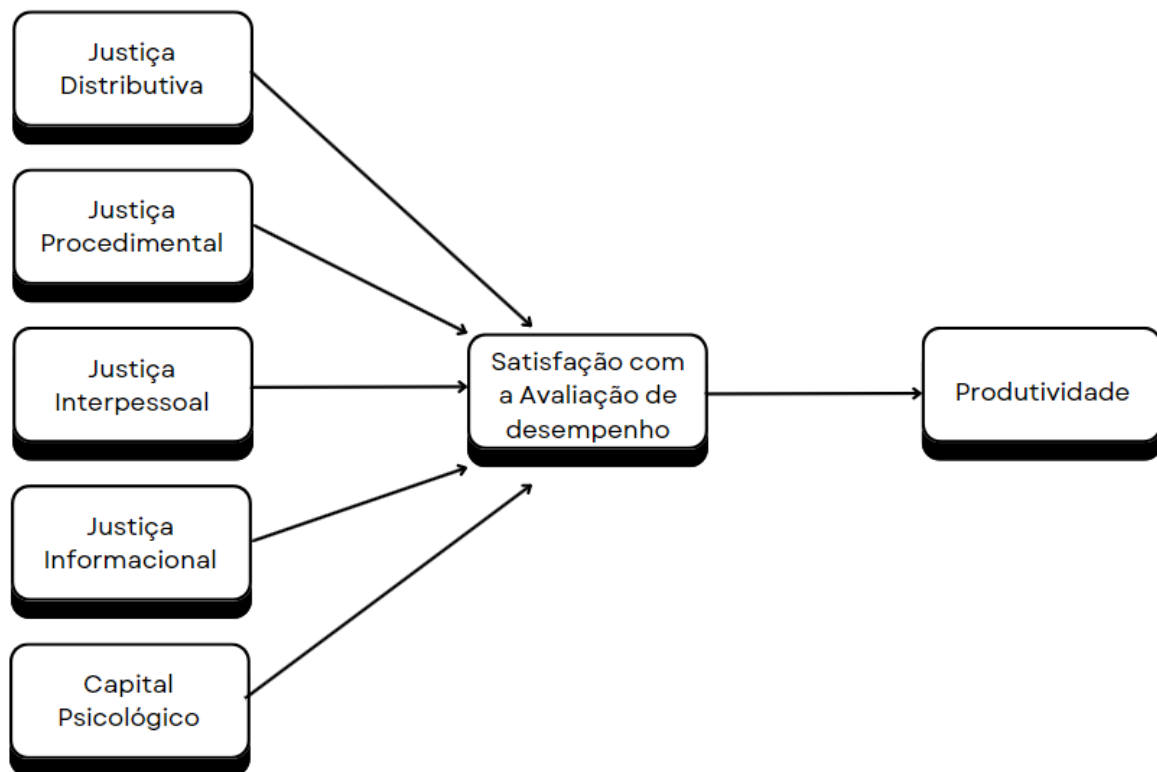 Justiça
Distributiva
Justiça
Procedimental
Justiça
Interpessoal
Justiça
Informacional
Capital
Psicológico
Satisfação com
a Avaliação de
desempenho
Produtividade